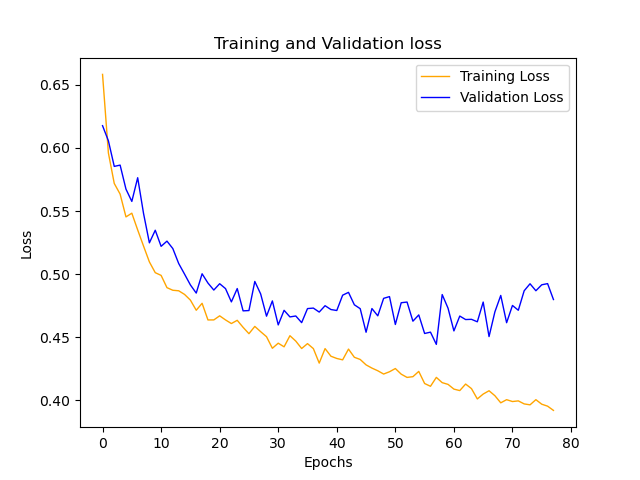 Training and Validation loss
Training Loss
Validation Loss
Loss
0.65
0.60
0.55
0.50
0.45
0.40
0 10 20 30 40 50 60 70 80
Epochs